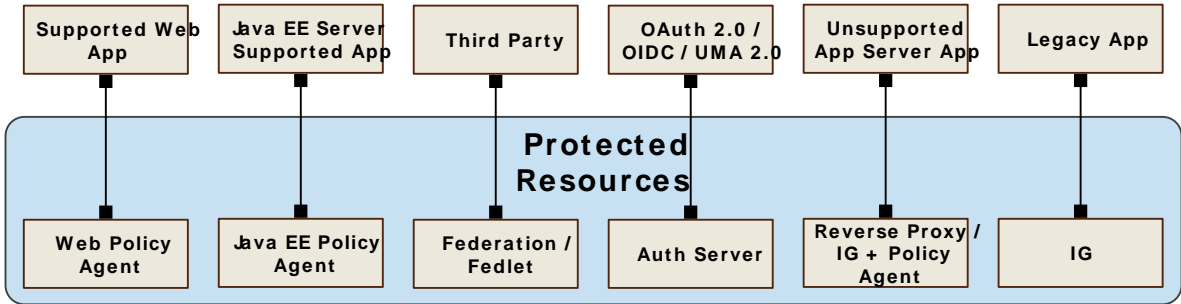 Supported Web
App
Java EE Server
Supported App
Third Party
OAuth 2.0 /
OIDC / UMA 2.0
Unsupported
App Server App
Legacy App
Protected
Resources
Web Policy
Agent
Java EE Policy
Agent
Federation /
Fedlet
Auth Server
Reverse Proxy /
IG + Policy
Agent
IG